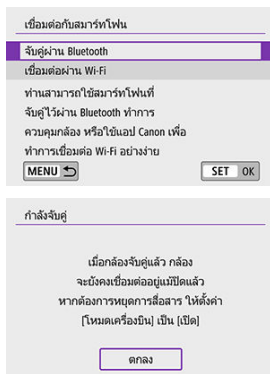 เชื่อมต่อกับสมาร์ทโฟน
จับคู่ผ่าน Bluetooth
เชื่อมต่อผ่าน Wi-Fi
ท่านสามารถใช้สมาร์ทโฟนที่
จับคู่ไว้ผ่าน Bluetooth ทำการ
ควบคุมกล้อง หรือใช้แอป Canon เพื่อ
ทำการเชื่อมต่อ Wi-Fi อย่างง่าย
MENU SET OK
กำลังจับคู่
เมื่อกล้องจับคู่แล้ว กล้อง
จะยังคงเชื่อมต่ออยู่แม้ปิดแล้ว
หากต้องการหยุดการสื่อสาร ให้ตั้งค่า
[โหมดเครื่องบิน] เป็น [เปิด]
ตกลง